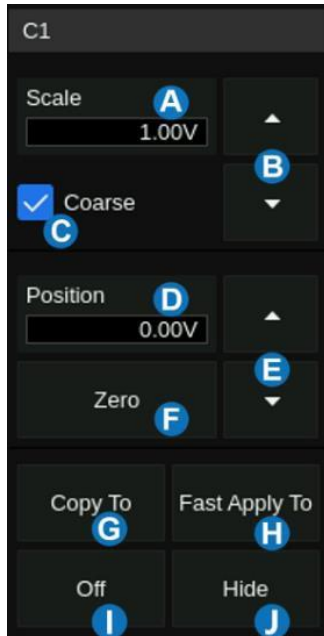 C1
Scale A
1.00V
B
Coarse
C
Position D
0.00V
E
Zero
F
Copy To Fast Apply To
G H
Off Hide
I J